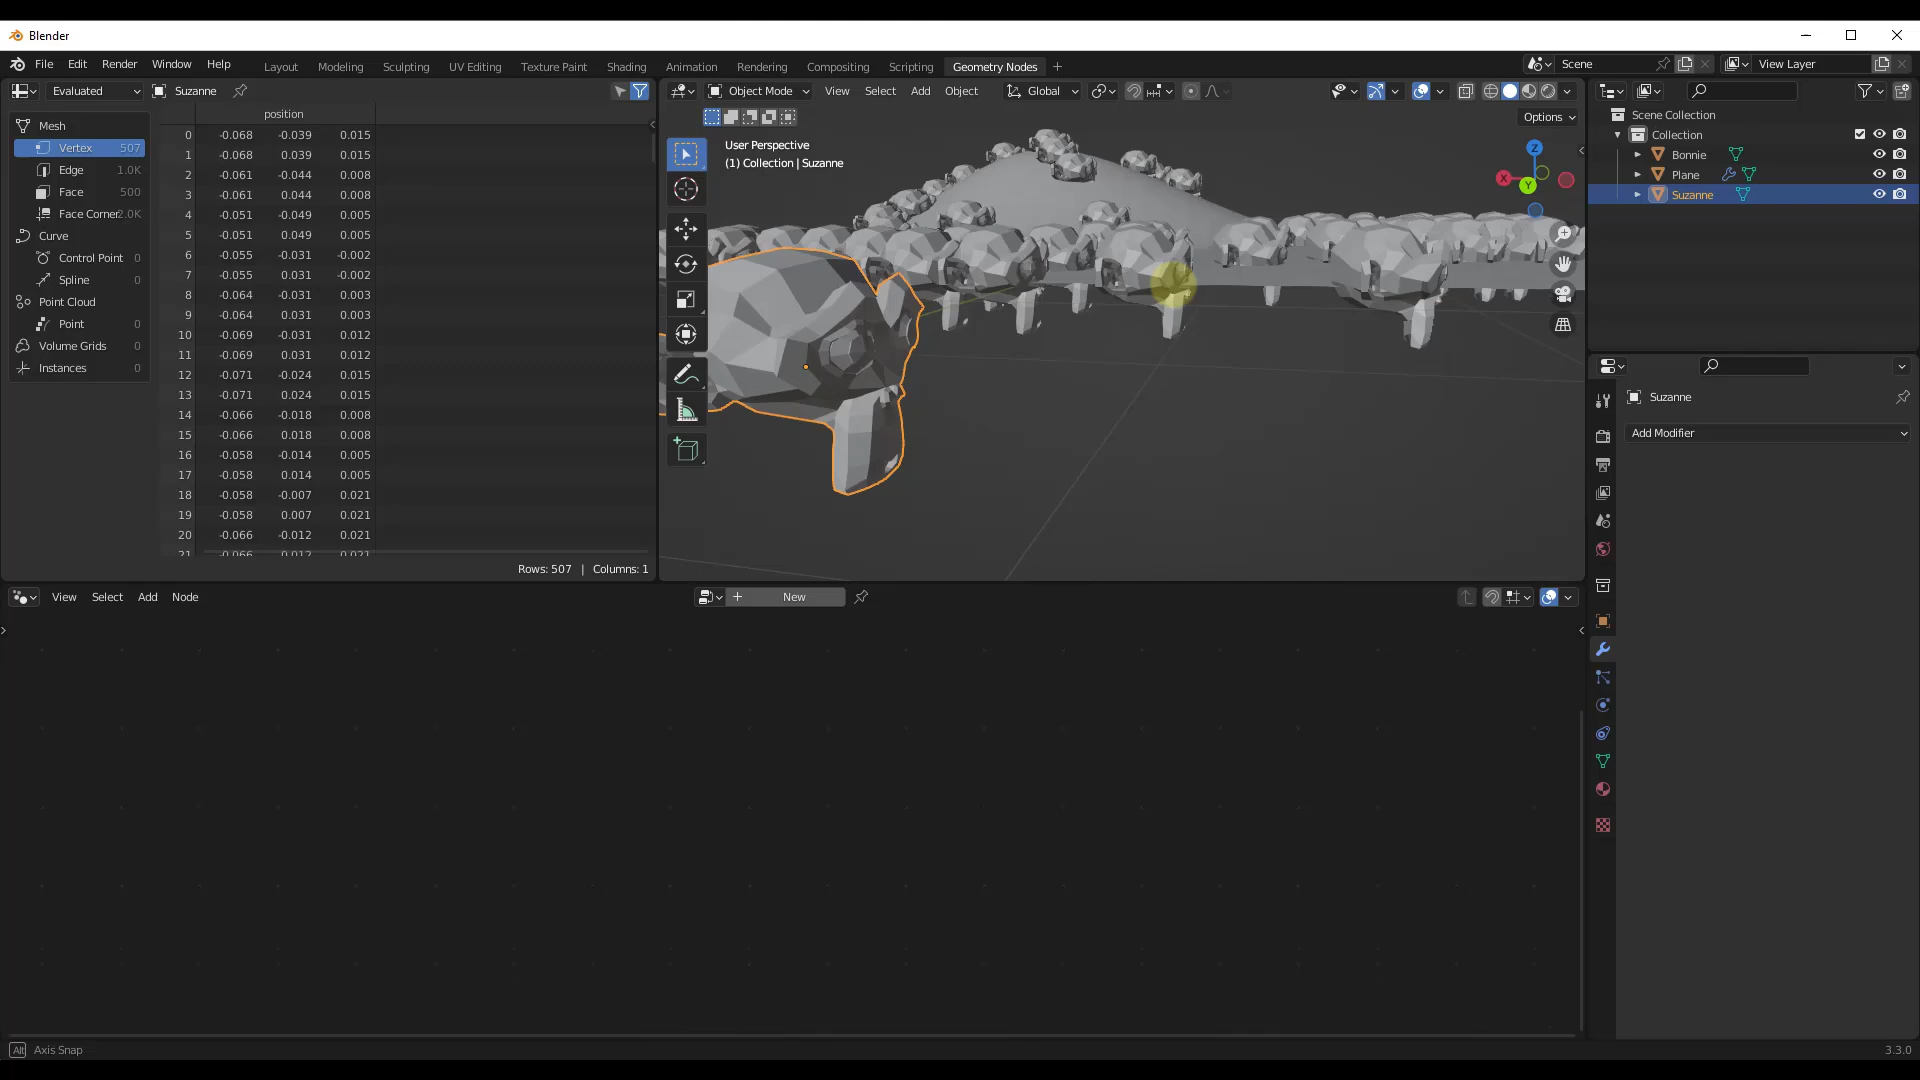 Blender
File Edit Render Window Help Layout Modeling Sculpting UV Editing Texture Paint Shading Animation Rendering Compositing Scripting Geometry Nodes + Scene View Layer
Evaluated Suzanne Object Mode View Select Add Object Global
position
Options
Mesh
Vertex 507
Edge 1.0K
Face 500
Face Corner 2.0K
Curve
Control Point 0
Spline 0
Point Cloud
Point 0
Volume Grids
Instances 0
0 -0.068 -0.039 0.015
1 -0.068 0.039 0.015
2 -0.061 -0.044 0.008
3 -0.061 0.044 0.008
4 -0.051 -0.049 0.005
5 -0.051 0.049 0.005
6 -0.055 -0.031 -0.002
7 -0.055 0.031 -0.002
8 -0.064 -0.031 0.003
9 -0.064 0.031 0.003
10 -0.069 -0.031 0.012
11 -0.069 0.031 0.012
12 -0.071 -0.024 0.015
13 -0.071 0.024 0.015
14 -0.066 -0.018 0.008
15 -0.066 0.018 0.008
16 -0.058 -0.014 0.005
17 -0.058 0.014 0.005
18 -0.058 -0.007 0.021
19 -0.058 0.007 0.021
20 -0.066 -0.012 0.021
21 -0.066 0.012 0.021
Rows: 507 | Columns: 1
User Perspective
(1) Collection | Suzanne
Z
X
Y
Scene Collection
Collection
Bonnie
Plane
Suzanne
Suzanne
Add Modifier
View Select Add Node + New
Alt Axis Snap
3.3.0